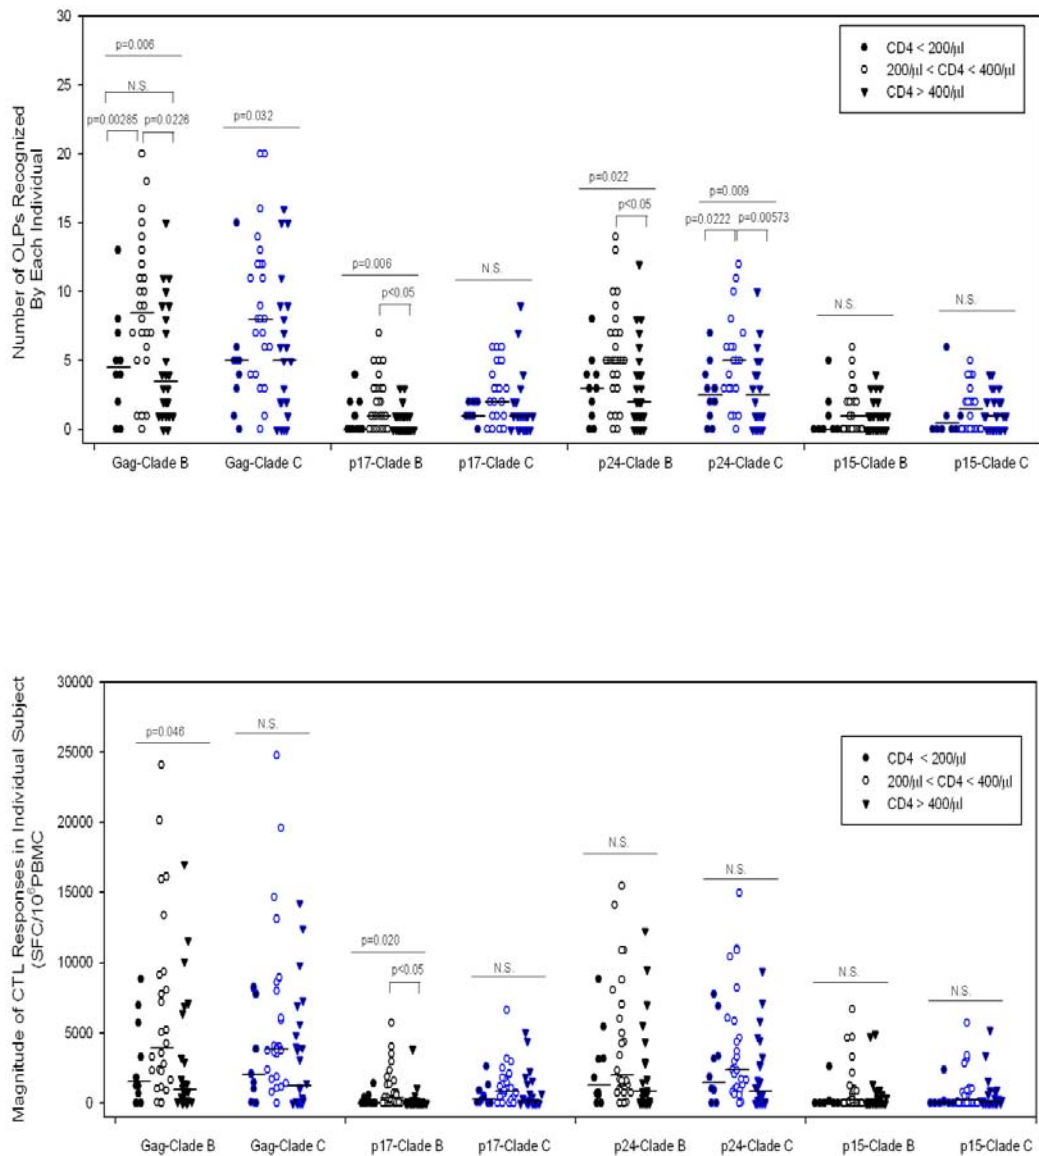 Number of OLPs Recognized
By Each Individual
30
25
20
15
10
5
0
CD4 < 200/µl
200/µl < CD4 < 400/µl
CD4 > 400/µl
p=0.006
N.S.
p=0.00285 p=0.0226
p=0.032
p=0.006
p<0.05
N.S.
p=0.022
p<0.05
p=0.009
p=0.0222 p=0.00573
N.S.
N.S.
Gag-Clade B Gag-Clade C p17-Clade B p17-Clade C p24-Clade B p24-Clade C p15-Clade B p15-Clade C
Magnitude of CTL Responses in Individual Subject
(SFC/10⁶PBMC
30000
25000
20000
15000
10000
5000
0
CD4 < 200/µl
200/µl < CD4 < 400/µl
CD4 > 400/µl
p=0.046
N.S.
p=0.020
p<0.05
N.S.
N.S.
N.S.
N.S.
N.S.
Gag-Clade B Gag-Clade C p17-Clade B p17-Clade C p24-Clade B p24-Clade C p15-Clade B p15-Clade C